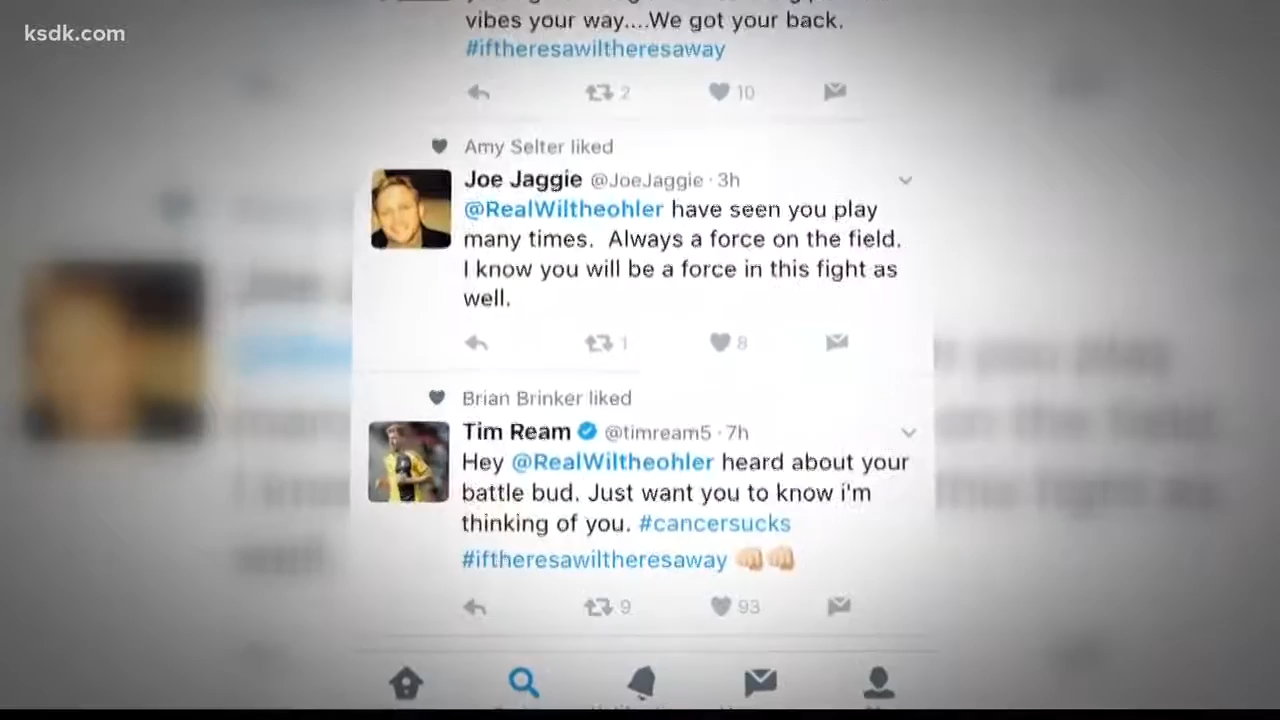 ksdk.com
vibes your way....We got your back.
#iftheresawiltheresaway
2 10
Amy Selter liked
Joe Jaggie @JoeJaggie · 3h
@RealWiltheohler have seen you play
many times. Always a force on the field.
I know you will be a force in this fight as
well.
1 8
Brian Brinker liked
Tim Ream @timream5 · 7h
Hey @RealWiltheohler heard about your
battle bud. Just want you to know i'm
thinking of you. #cancersucks
#iftheresawiltheresaway 👊🏻👊🏻
9 93